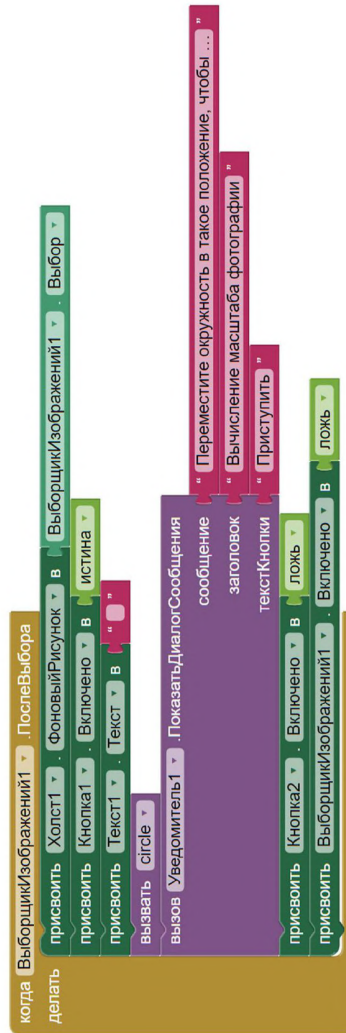 когда ВыборщикИзображений1 .ПослеВыбора
делать присвоить Холст1 . ФоновыйРисунок в ВыборщикИзображений1 . Выбор
присвоить Кнопка1 . Включено в истина
присвоить Текст1 . Текст в “ ”
вызвать circle
вызов Уведомитель1 .ПоказатьДиалогСообщения
сообщение “ Переместите окружность в такое положение, чтобы ... ”
заголовок “ Вычисление масштаба фотографии ”
текстКнопки “ Приступить ”
присвоить Кнопка2 . Включено в ложь
присвоить ВыборщикИзображений1 . Включено в ложь